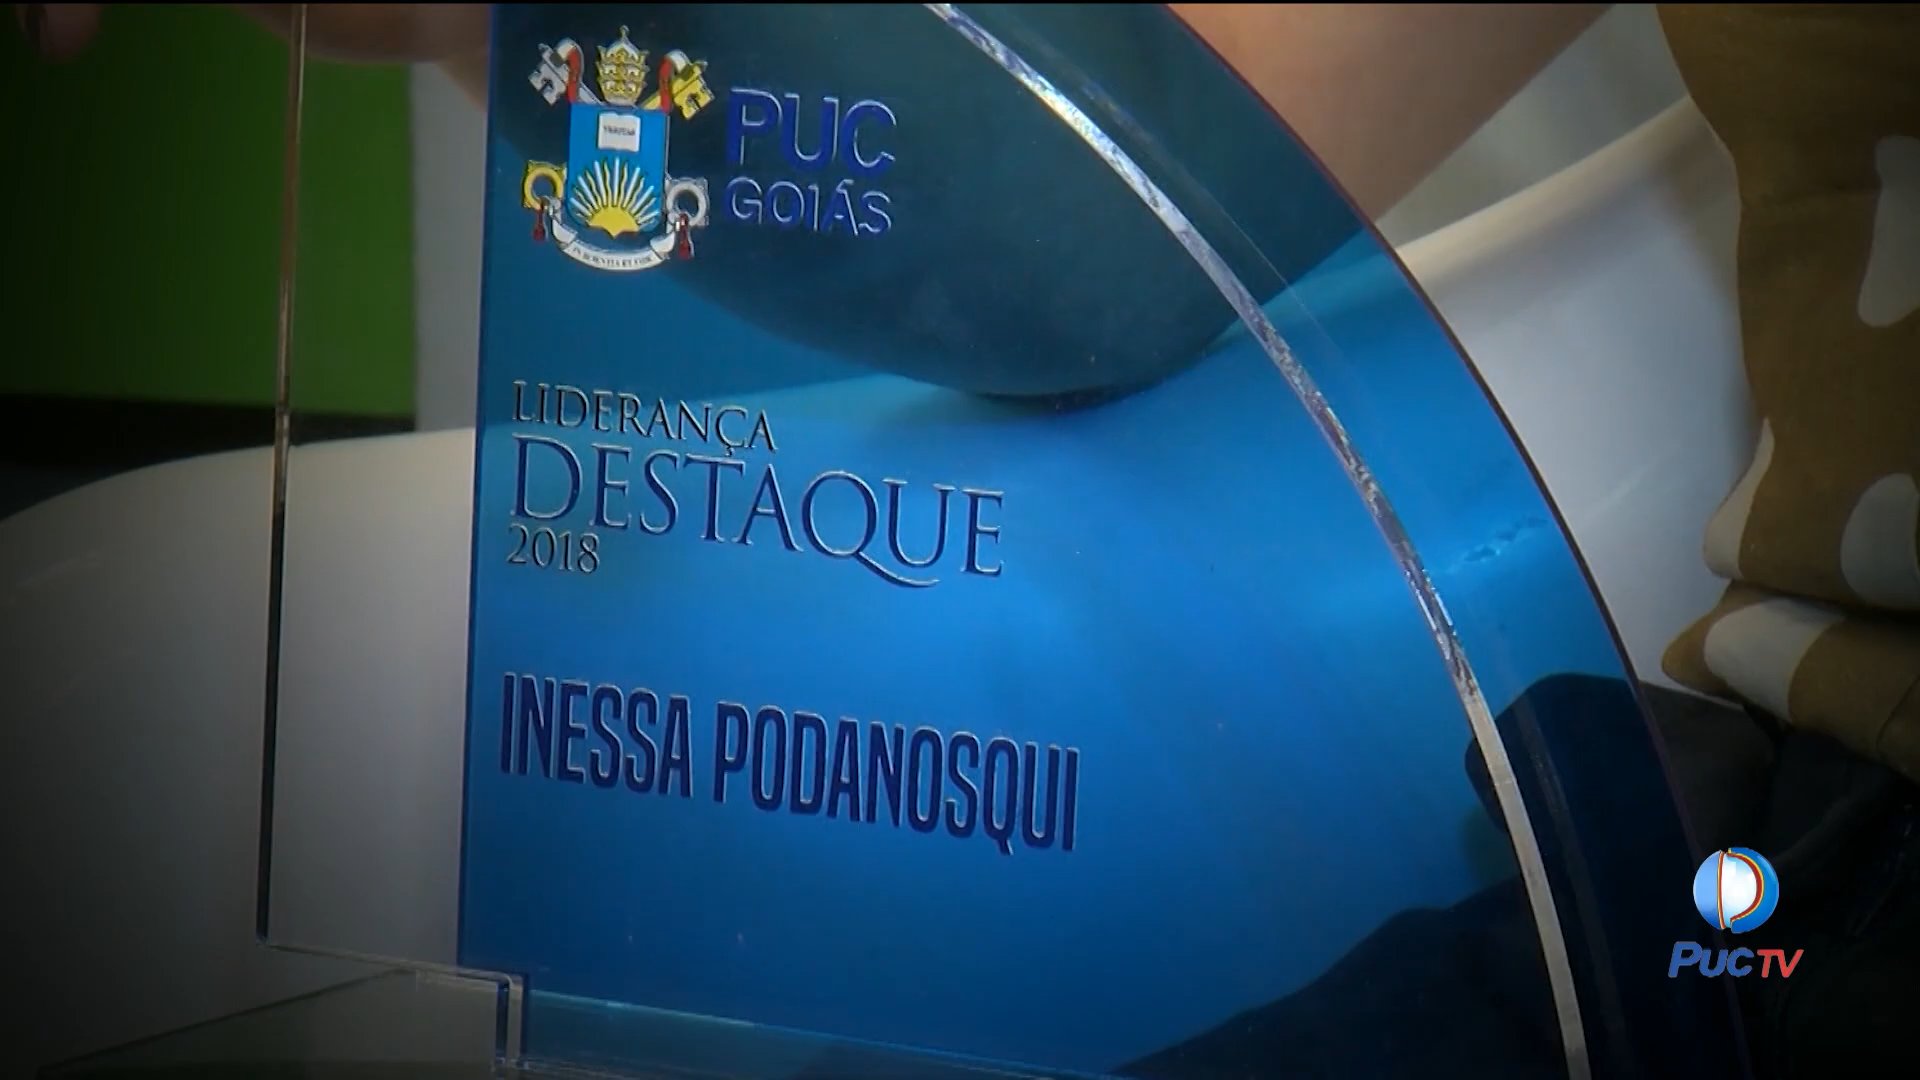 PUC
GOIÁS
LIDERANÇA
DESTAQUE
2018
INESSA PODANOSQUI
PUC TV